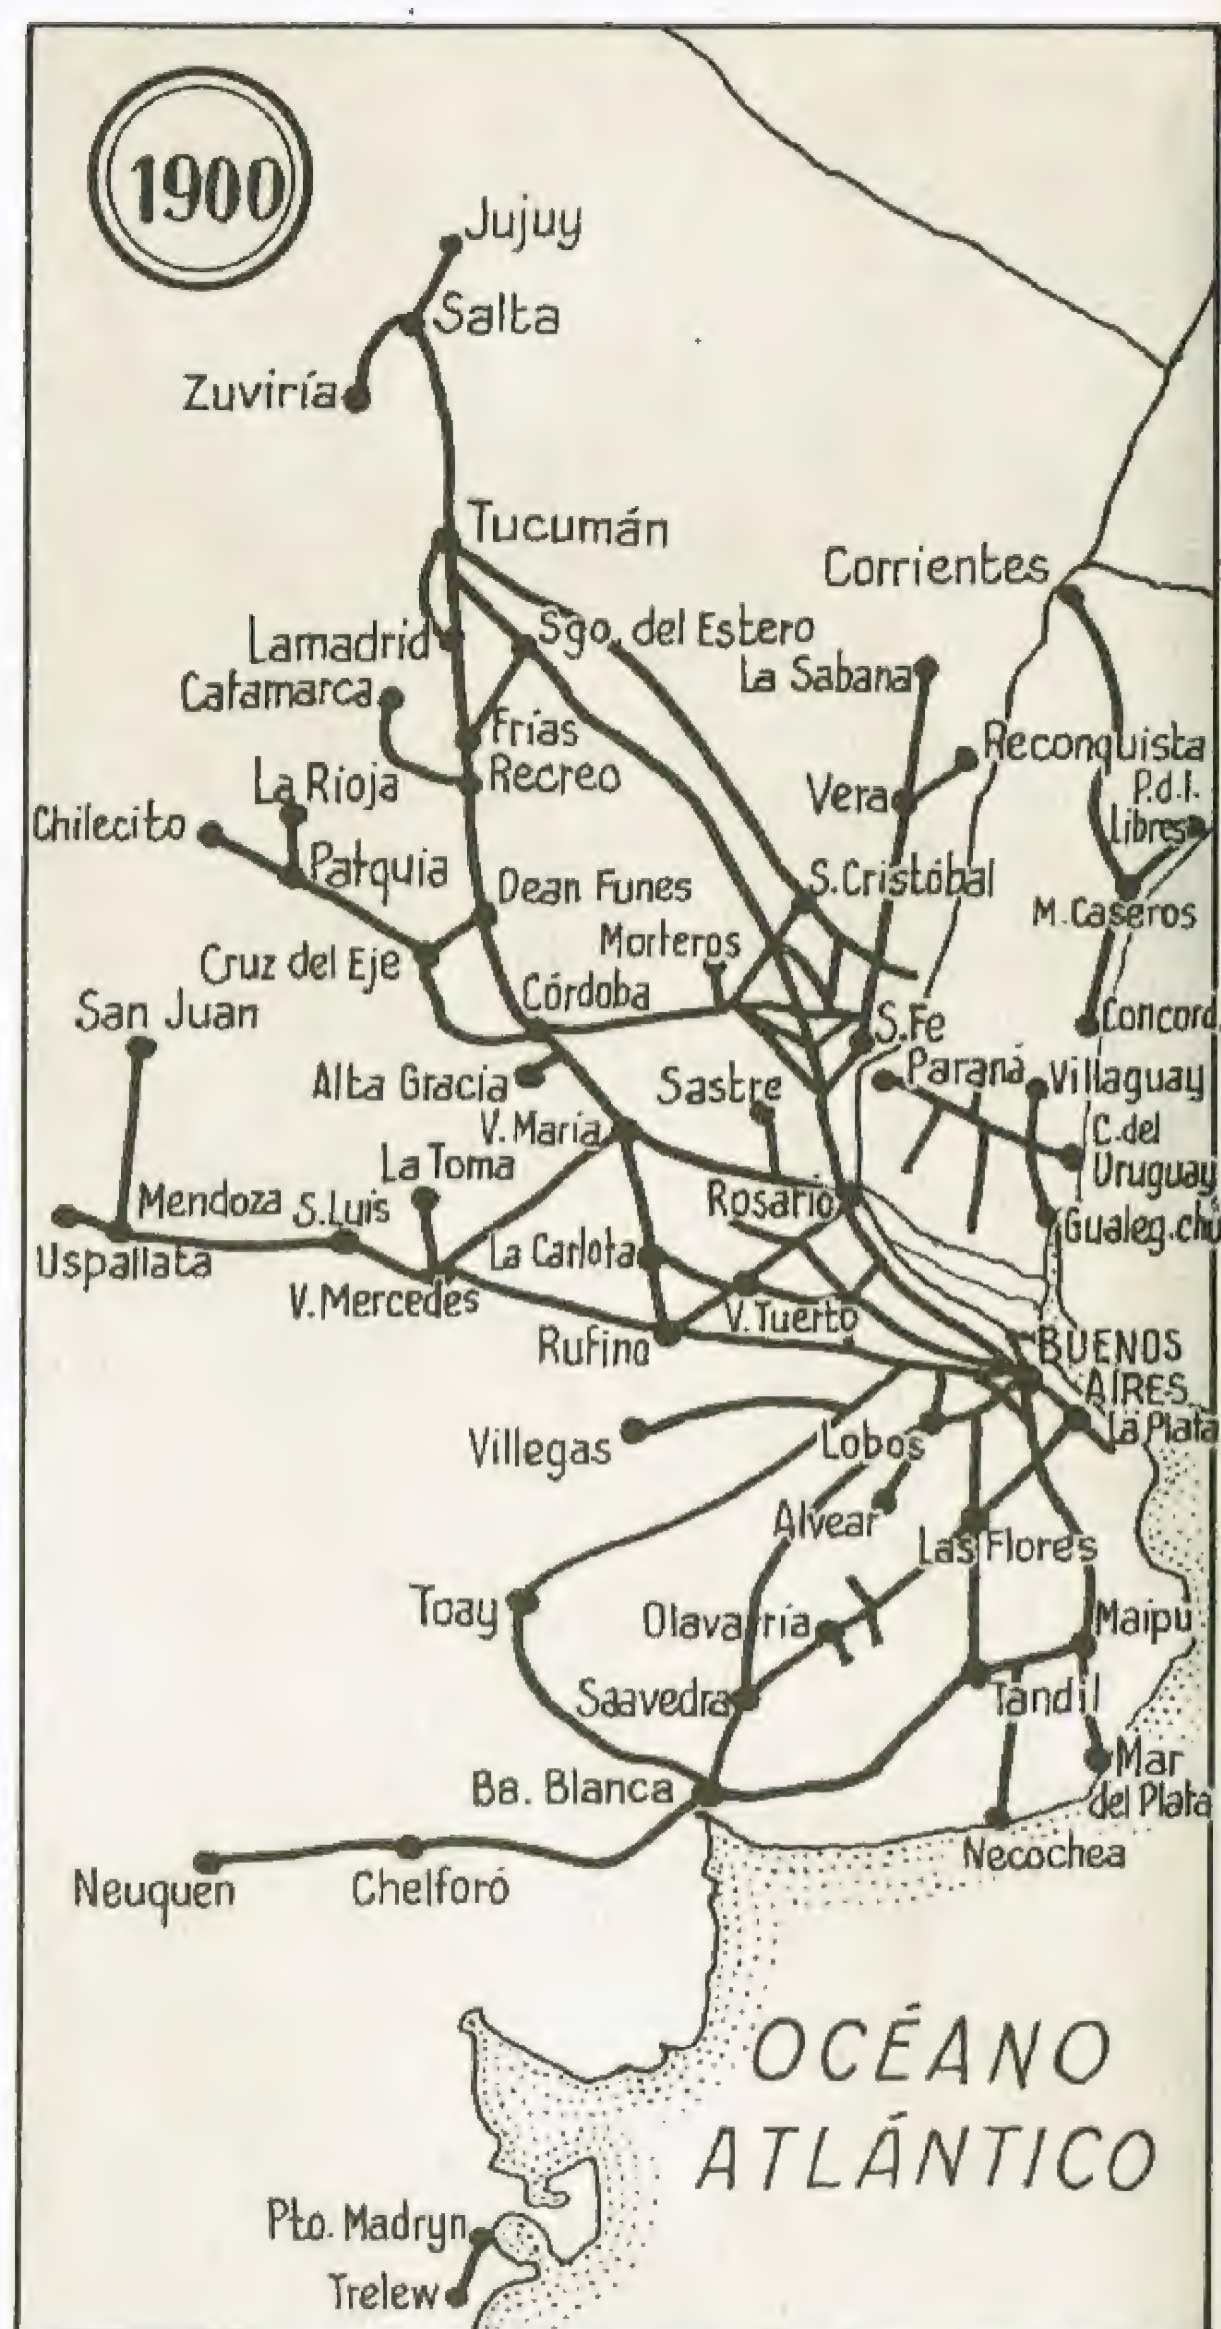 1900
Jujuy
Salta
Zuviría
Tucumán
Corrientes
Lamadrid
Sgo. del Estero
La Sabana
Catamarca
Frías
Reconquista
La Rioja
Recreo
Vera
P.d.l.
Libres
Chilecito
Patquia
Dean Funes
S.Cristóbal
M.Caseros
Cruz del Eje
Morteros
San Juan
Córdoba
S.Fe
Concord
Alta Gracia
Sastre
Paraná
Villaguay
V. María
C.del
Uruguay
La Toma
Mendoza
S.Luis
Rosario
Gualeg.chú
Uspallata
La Carlota
V.Mercedes
V.Tuerto
Rufino
BUENOS
AIRES
Villegas
Lobos
La Plata
Alvear
Las Flores
Toay
Olavarría
Maipú
Saavedra
Tandil
Ba. Blanca
Mar
del Plata
Necochea
Neuquen
Chelforó
OCÉANO
ATLÁNTICO
Pto. Madryn
Trelew